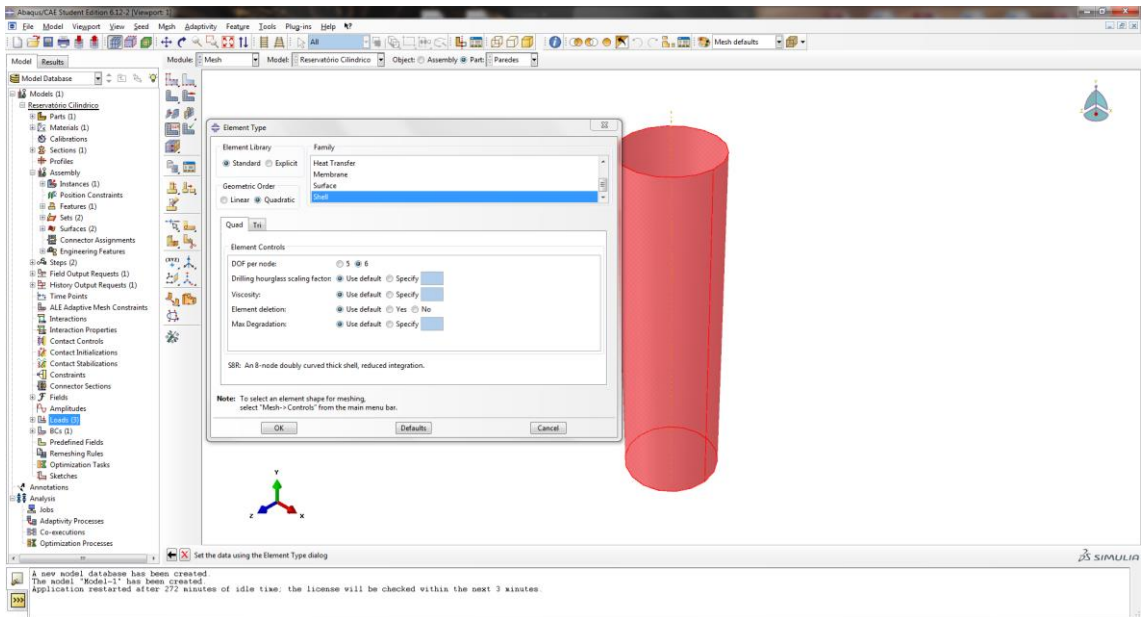 Abaqus/CAE Student Edition 6.12-2 [Viewport: 1]
File Model Viewport View Seed Mesh Adaptivity Feature Tools Plug-ins Help
All
Mesh defaults
Model Results
Module: Mesh Model: Reservatório Cilíndrico Object: Assembly Part: Paredes
Model Database
Models (1)
Reservatório Cilíndrico
Parts (1)
Materials (1)
Calibrations
Sections (1)
Profiles
Assembly
Instances (1)
Position Constraints
Features (1)
Sets (2)
Surfaces (2)
Connector Assignments
Engineering Features
Steps (2)
Field Output Requests (1)
History Output Requests (1)
Time Points
ALE Adaptive Mesh Constraints
Interactions
Interaction Properties
Contact Controls
Contact Initializations
Contact Stabilizations
Constraints
Connector Sections
Fields
Amplitudes
Loads (3)
BCs (1)
Predefined Fields
Remeshing Rules
Optimization Tasks
Sketches
Annotations
Analysis
Jobs
Adaptivity Processes
Co-executions
Optimization Processes
Element Type
Element Library
Standard Explicit
Geometric Order
Linear Quadratic
Family
Heat Transfer
Membrane
Surface
Shell
Quad Tri
Element Controls
DOF per node: 5 6
Drilling hourglass scaling factor: Use default Specify
Viscosity: Use default Specify
Element deletion: Use default Yes No
Max Degradation: Use default Specify
S8R: An 8-node doubly curved thick shell, reduced integration.
Note: To select an element shape for meshing,
select "Mesh->Controls" from the main menu bar.
OK Defaults Cancel
Y
Z X
Set the data using the Element Type dialog
SIMULIA
A new model database has been created.
The model "Model-1" has been created.
Application restarted after 272 minutes of idle time; the license will be checked within the next 3 minutes.
>>>